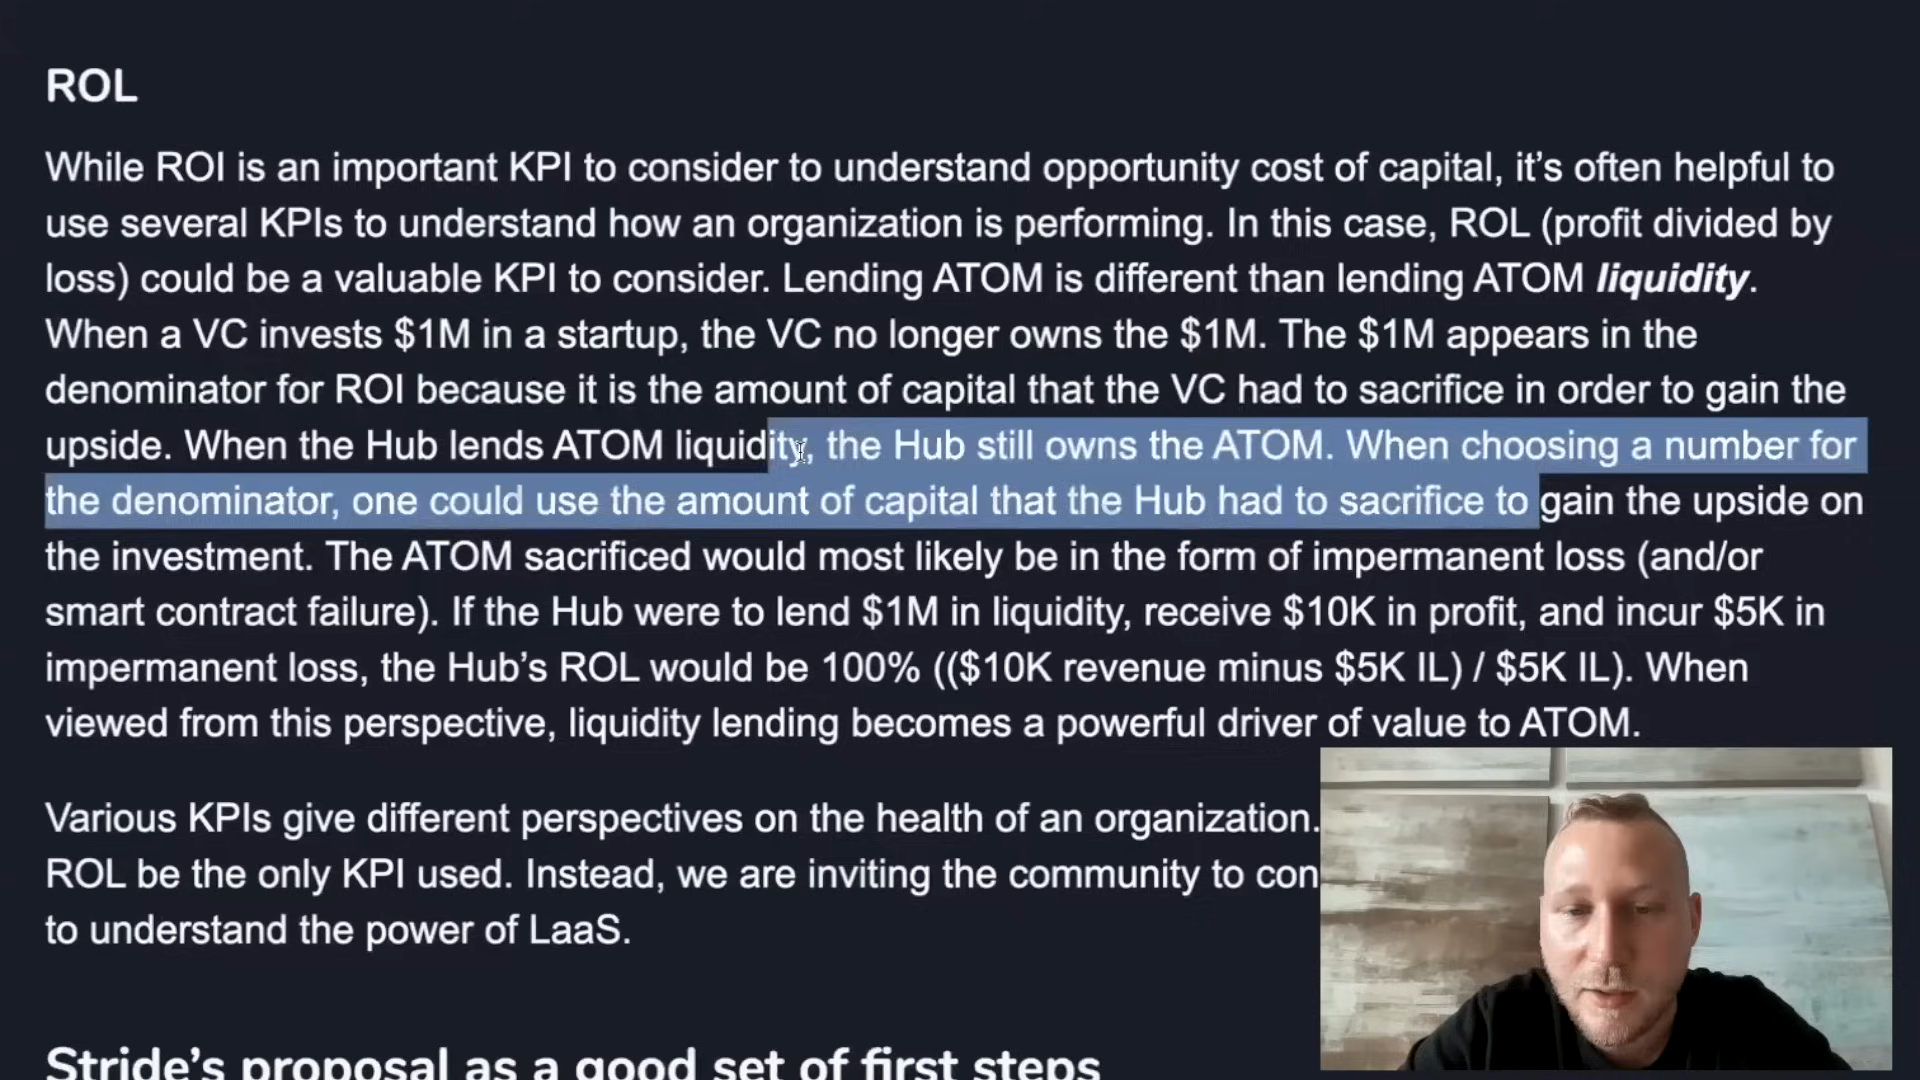 ROL
While ROI is an important KPI to consider to understand opportunity cost of capital, it’s often helpful to
use several KPIs to understand how an organization is performing. In this case, ROL (profit divided by
loss) could be a valuable KPI to consider. Lending ATOM is different than lending ATOM liquidity.
When a VC invests $1M in a startup, the VC no longer owns the $1M. The $1M appears in the
denominator for ROI because it is the amount of capital that the VC had to sacrifice in order to gain the
upside. When the Hub lends ATOM liquidity, the Hub still owns the ATOM. When choosing a number for
the denominator, one could use the amount of capital that the Hub had to sacrifice to gain the upside on
the investment. The ATOM sacrificed would most likely be in the form of impermanent loss (and/or
smart contract failure). If the Hub were to lend $1M in liquidity, receive $10K in profit, and incur $5K in
impermanent loss, the Hub’s ROL would be 100% (($10K revenue minus $5K IL) / $5K IL). When
viewed from this perspective, liquidity lending becomes a powerful driver of value to ATOM.
Various KPIs give different perspectives on the health of an organization.
ROL be the only KPI used. Instead, we are inviting the community to con
to understand the power of LaaS.
Stride’s proposal as a good set of first steps